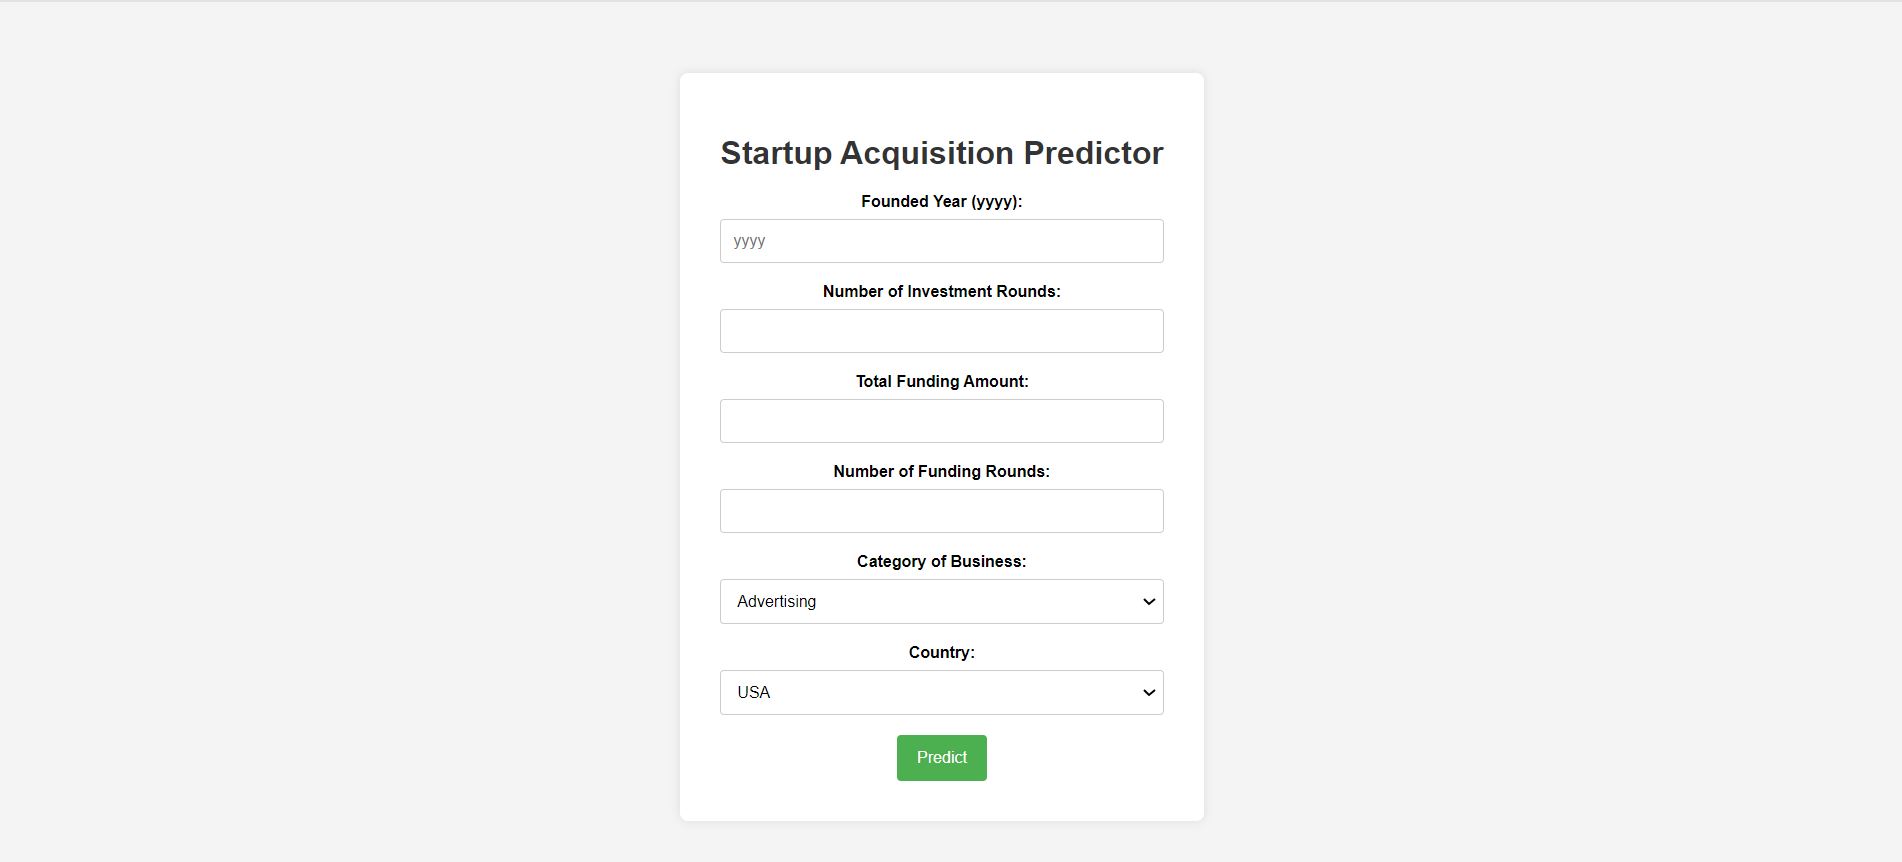 Startup Acquisition Predictor
Founded Year (yyyy):
yyyy
Number of Investment Rounds:
Total Funding Amount:
Number of Funding Rounds:
Category of Business:
Advertising
Country:
USA
Predict